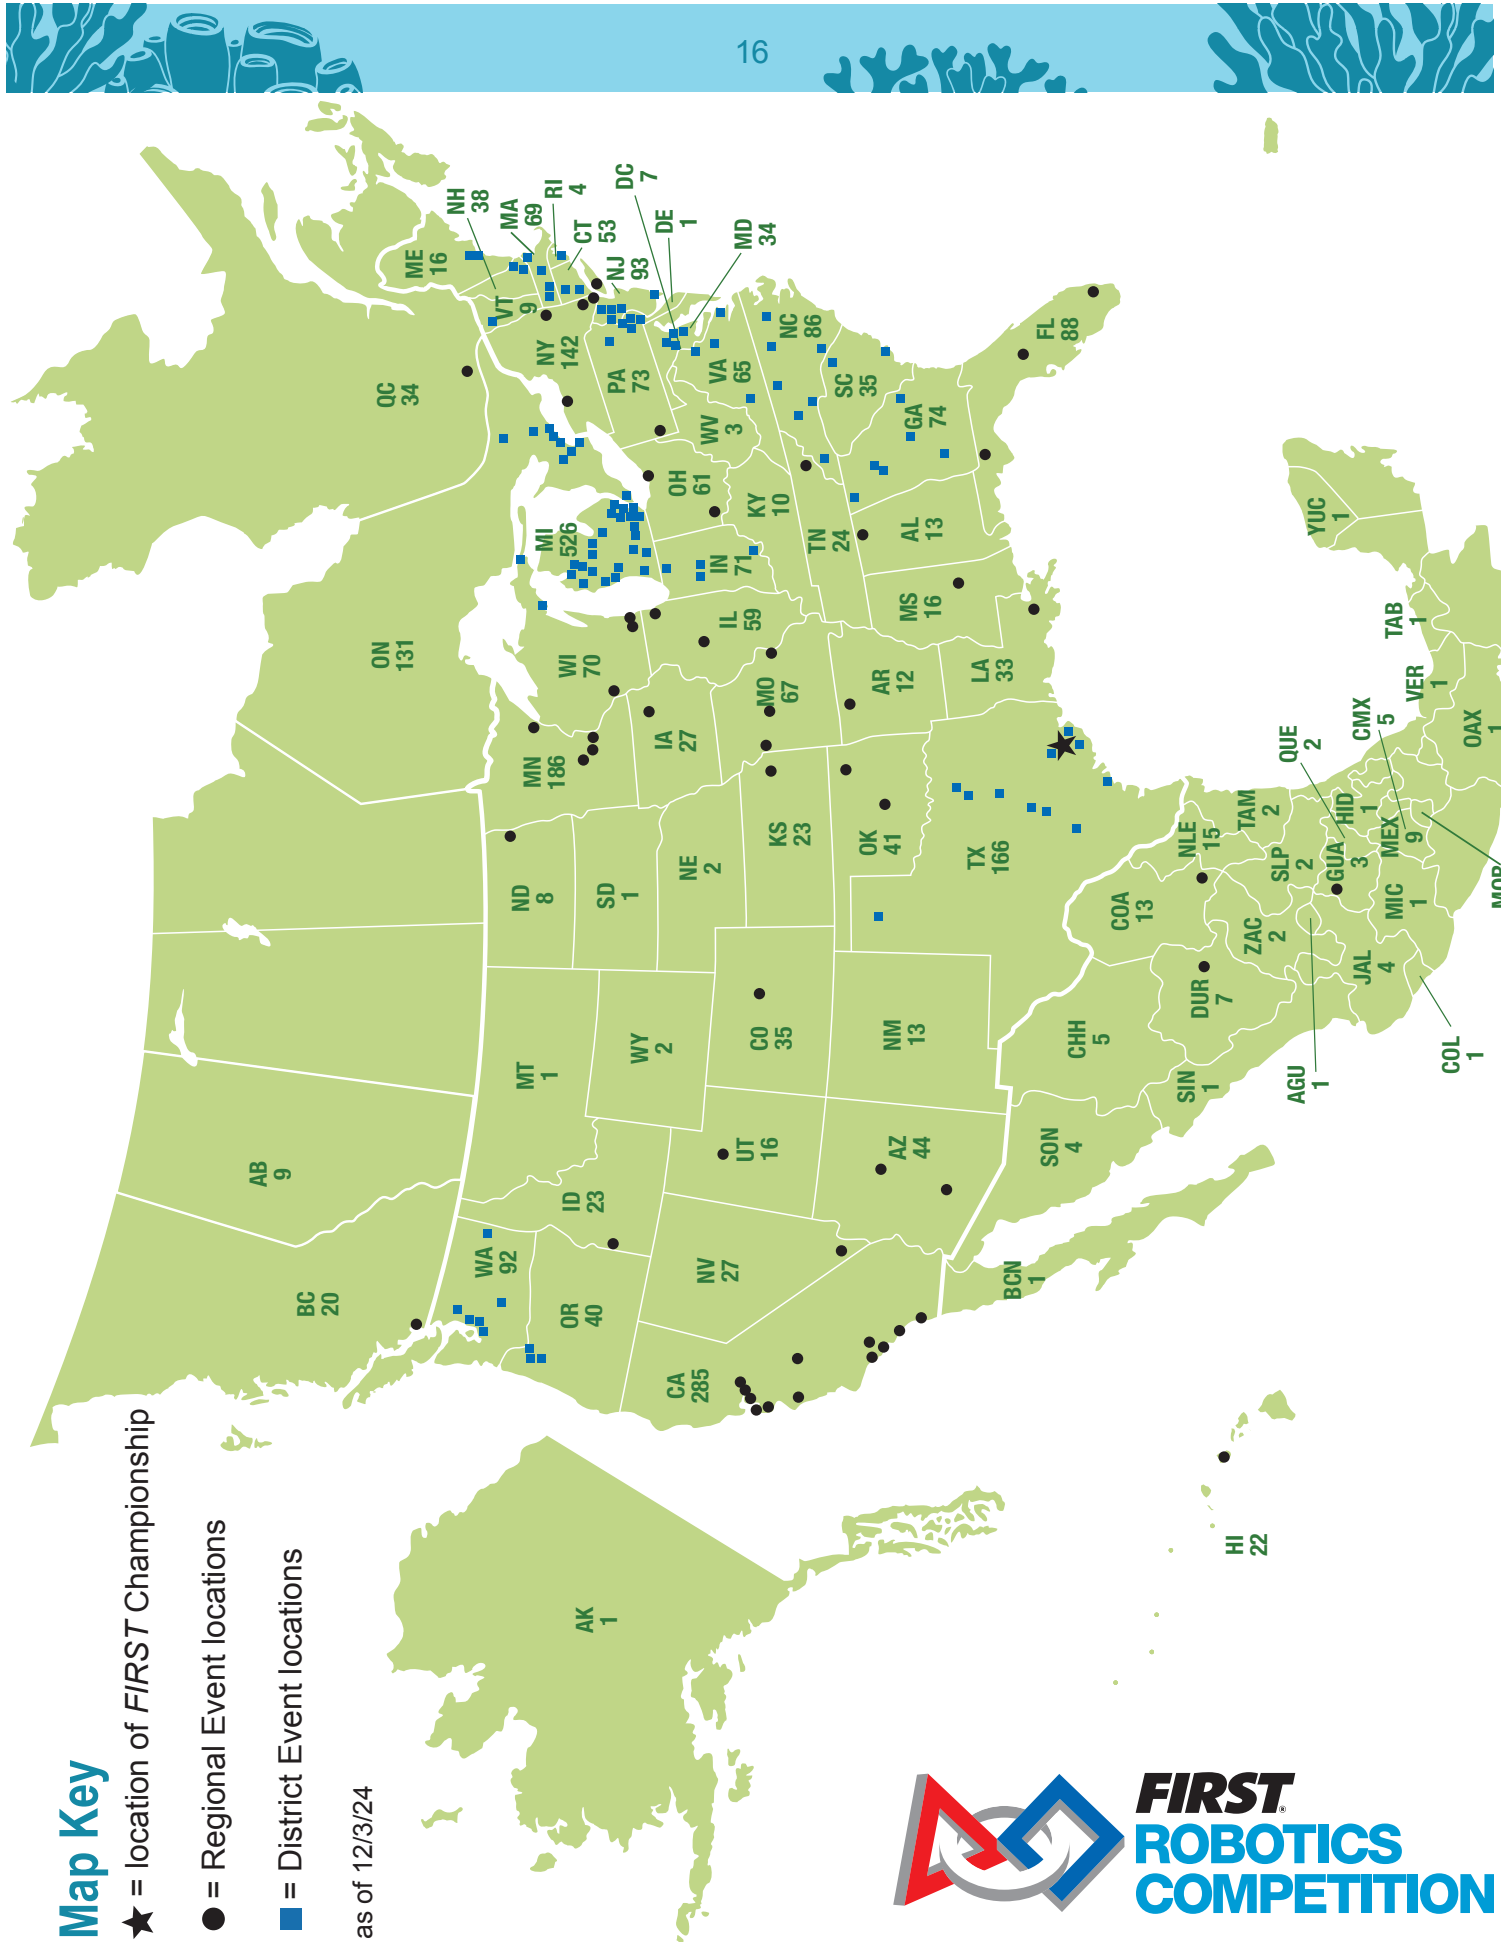 16
Map Key
★ = location of FIRST Championship
● = Regional Event locations
■ = District Event locations
as of 12/3/24
AK
1
HI
22
BC
20
AB
9
ON
131
QC
34
WA
92
OR
40
CA
285
ID
23
NV
27
MT
1
WY
2
UT
16
AZ
44
CO
35
NM
13
ND
8
SD
1
NE
2
KS
23
OK
41
TX
166
MN
186
IA
27
MO
67
AR
12
LA
33
WI
70
IL
59
MS
16
MI
526
IN
71
KY
10
TN
24
AL
13
OH
61
WV
3
GA
74
FL
88
SC
35
NC
86
VA
65
PA
73
NY
142
VT
9
ME
16
NH
38
MA
69
RI
4
CT
53
NJ
93
DC
7
DE
1
MD
34
BCN
1
SON
4
CHH
5
COA
13
NLE
15
TAM
2
SIN
1
DUR
7
ZAC
2
SLP
2
AGU
1
JAL
4
COL
1
GUA
3
QUE
2
HID
1
MEX
9
CMX
5
MIC
1
MOR
VER
1
OAX
1
TAB
1
YUC
1
FIRST®
ROBOTICS
COMPETITION